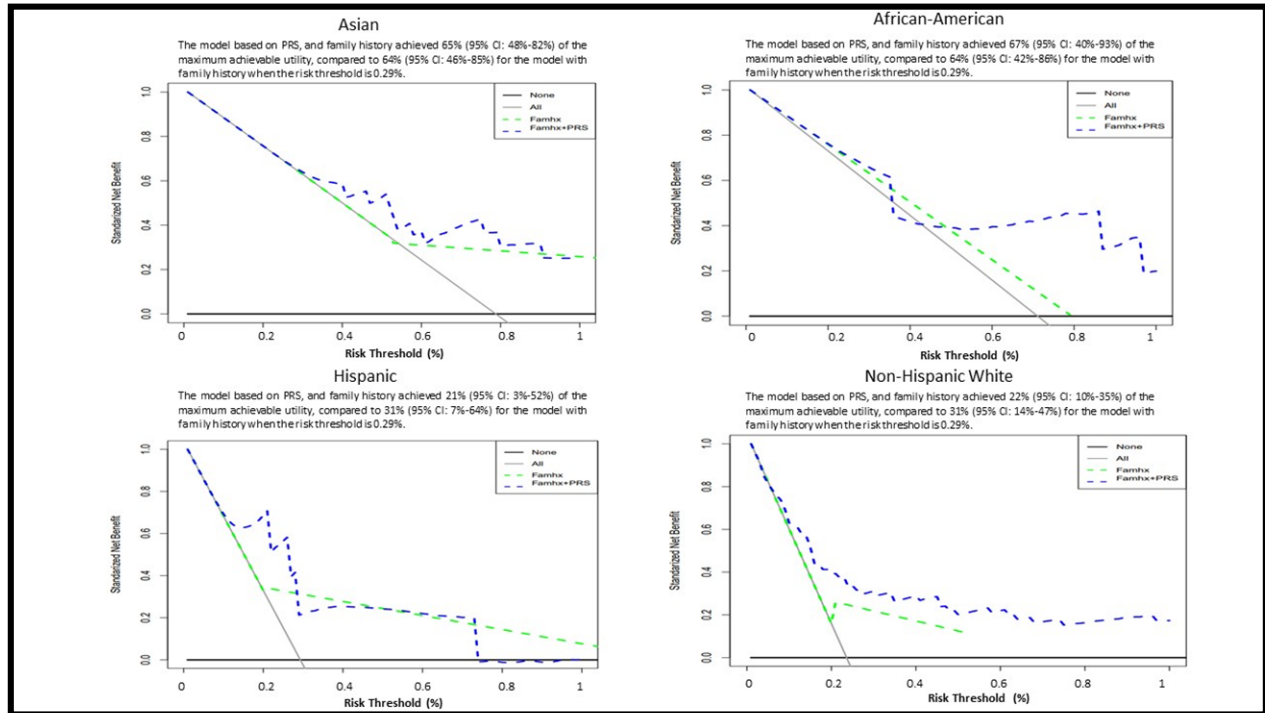 Asian
The model based on PRS, and family history achieved 65% (95% CI: 48%-82%) of the
maximum achievable utility, compared to 64% (95% CI: 46%-85%) for the model with
family history when the risk threshold is 0.29%.
None
All
Famhx
Famhx+PRS
Standarized Net Benefit
1.0
0.8
0.6
0.4
0.2
0.0
0
0.2
0.4
0.6
0.8
1
Risk Threshold (%)
African-American
The model based on PRS, and family history achieved 67% (95% CI: 40%-93%) of the
maximum achievable utility, compared to 64% (95% CI: 42%-86%) for the model with
family history when the risk threshold is 0.29%.
None
All
Famhx
Famhx+PRS
Standarized Net Benefit
1.0
0.8
0.6
0.4
0.2
0.0
0
0.2
0.4
0.6
0.8
1
Risk Threshold (%)
Hispanic
The model based on PRS, and family history achieved 21% (95% CI: 3%-52%) of the
maximum achievable utility, compared to 31% (95% CI: 7%-64%) for the model with
family history when the risk threshold is 0.29%.
None
All
Famhx
Famhx+PRS
Standarized Net Benefit
1.0
0.8
0.6
0.4
0.2
0.0
0
0.2
0.4
0.6
0.8
1
Risk Threshold (%)
Non-Hispanic White
The model based on PRS, and family history achieved 22% (95% CI: 10%-35%) of the
maximum achievable utility, compared to 31% (95% CI: 14%-47%) for the model with
family history when the risk threshold is 0.29%.
None
All
Famhx
Famhx+PRS
Standarized Net Benefit
1.0
0.8
0.6
0.4
0.2
0.0
0
0.2
0.4
0.6
0.8
1
Risk Threshold (%)